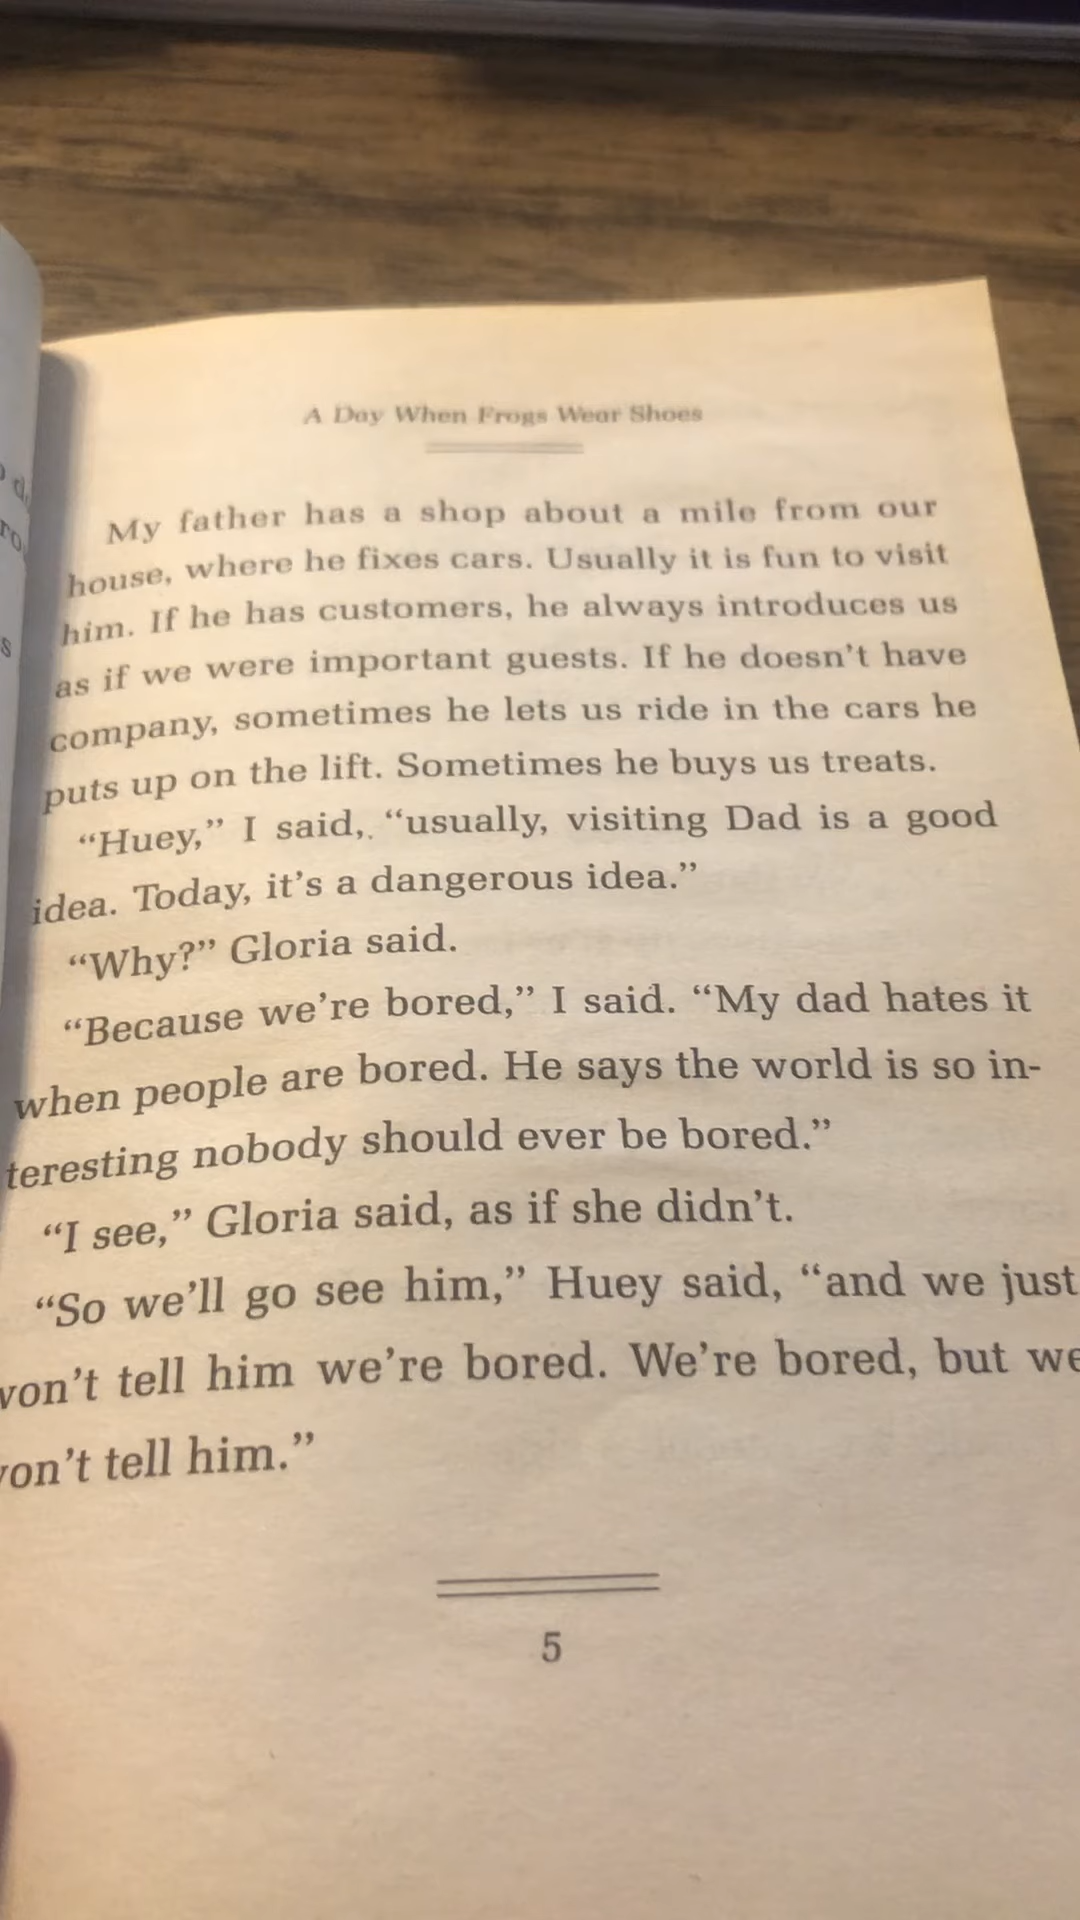 A Day When Frogs Wear Shoes
My father has a shop about a mile from our
house, where he fixes cars. Usually it is fun to visit
him. If he has customers, he always introduces us
as if we were important guests. If he doesn't have
company, sometimes he lets us ride in the cars he
puts up on the lift. Sometimes he buys us treats.
“Huey,” I said, “usually, visiting Dad is a good
idea. Today, it's a dangerous idea.”
“Why?” Gloria said.
“Because we're bored,” I said. “My dad hates it
when people are bored. He says the world is so in-
teresting nobody should ever be bored.”
“I see,” Gloria said, as if she didn't.
“So we'll go see him,” Huey said, “and we just
won't tell him we're bored. We're bored, but we
won't tell him.”
5